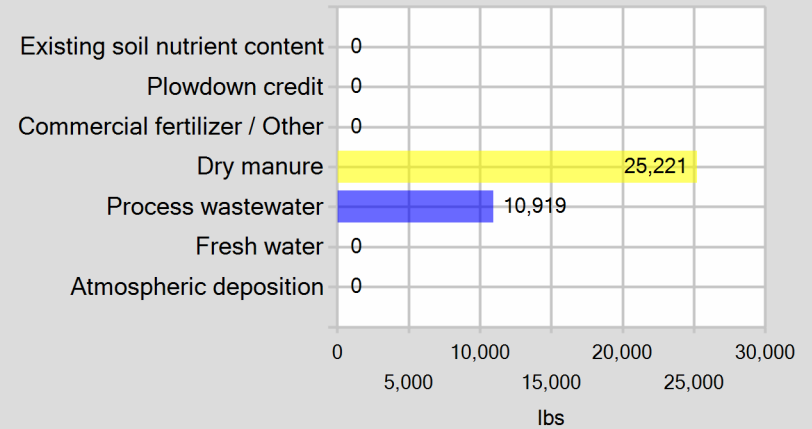 Existing soil nutrient content 0
Plowdown credit 0
Commercial fertilizer / Other 0
Dry manure 25,221
Process wastewater 10,919
Fresh water 0
Atmospheric deposition 0
0 10,000 20,000 30,000
5,000 15,000 25,000
lbs